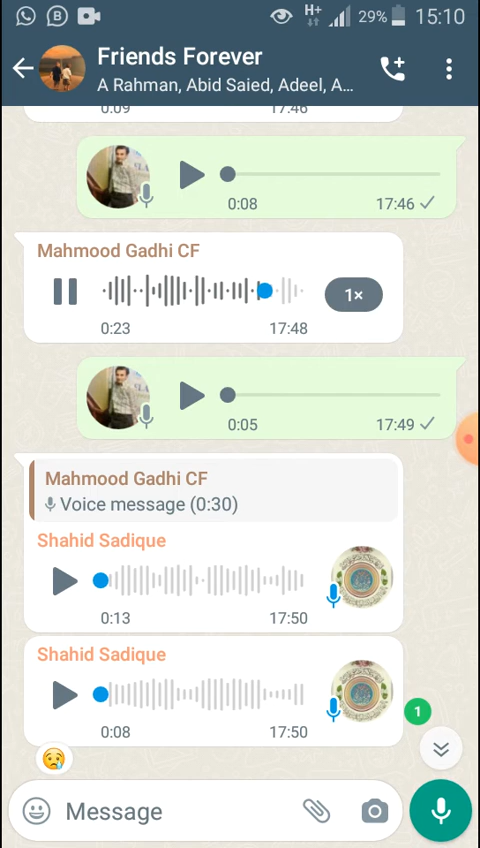 29% 15:10
Friends Forever
A Rahman, Abid Saied, Adeel, A...
0:09 17:46
0:08 17:46
Mahmood Gadhi CF
1×
0:23 17:48
0:05 17:49
Mahmood Gadhi CF
Voice message (0:30)
Shahid Sadique
0:13 17:50
Shahid Sadique
0:08 17:50
1
Message